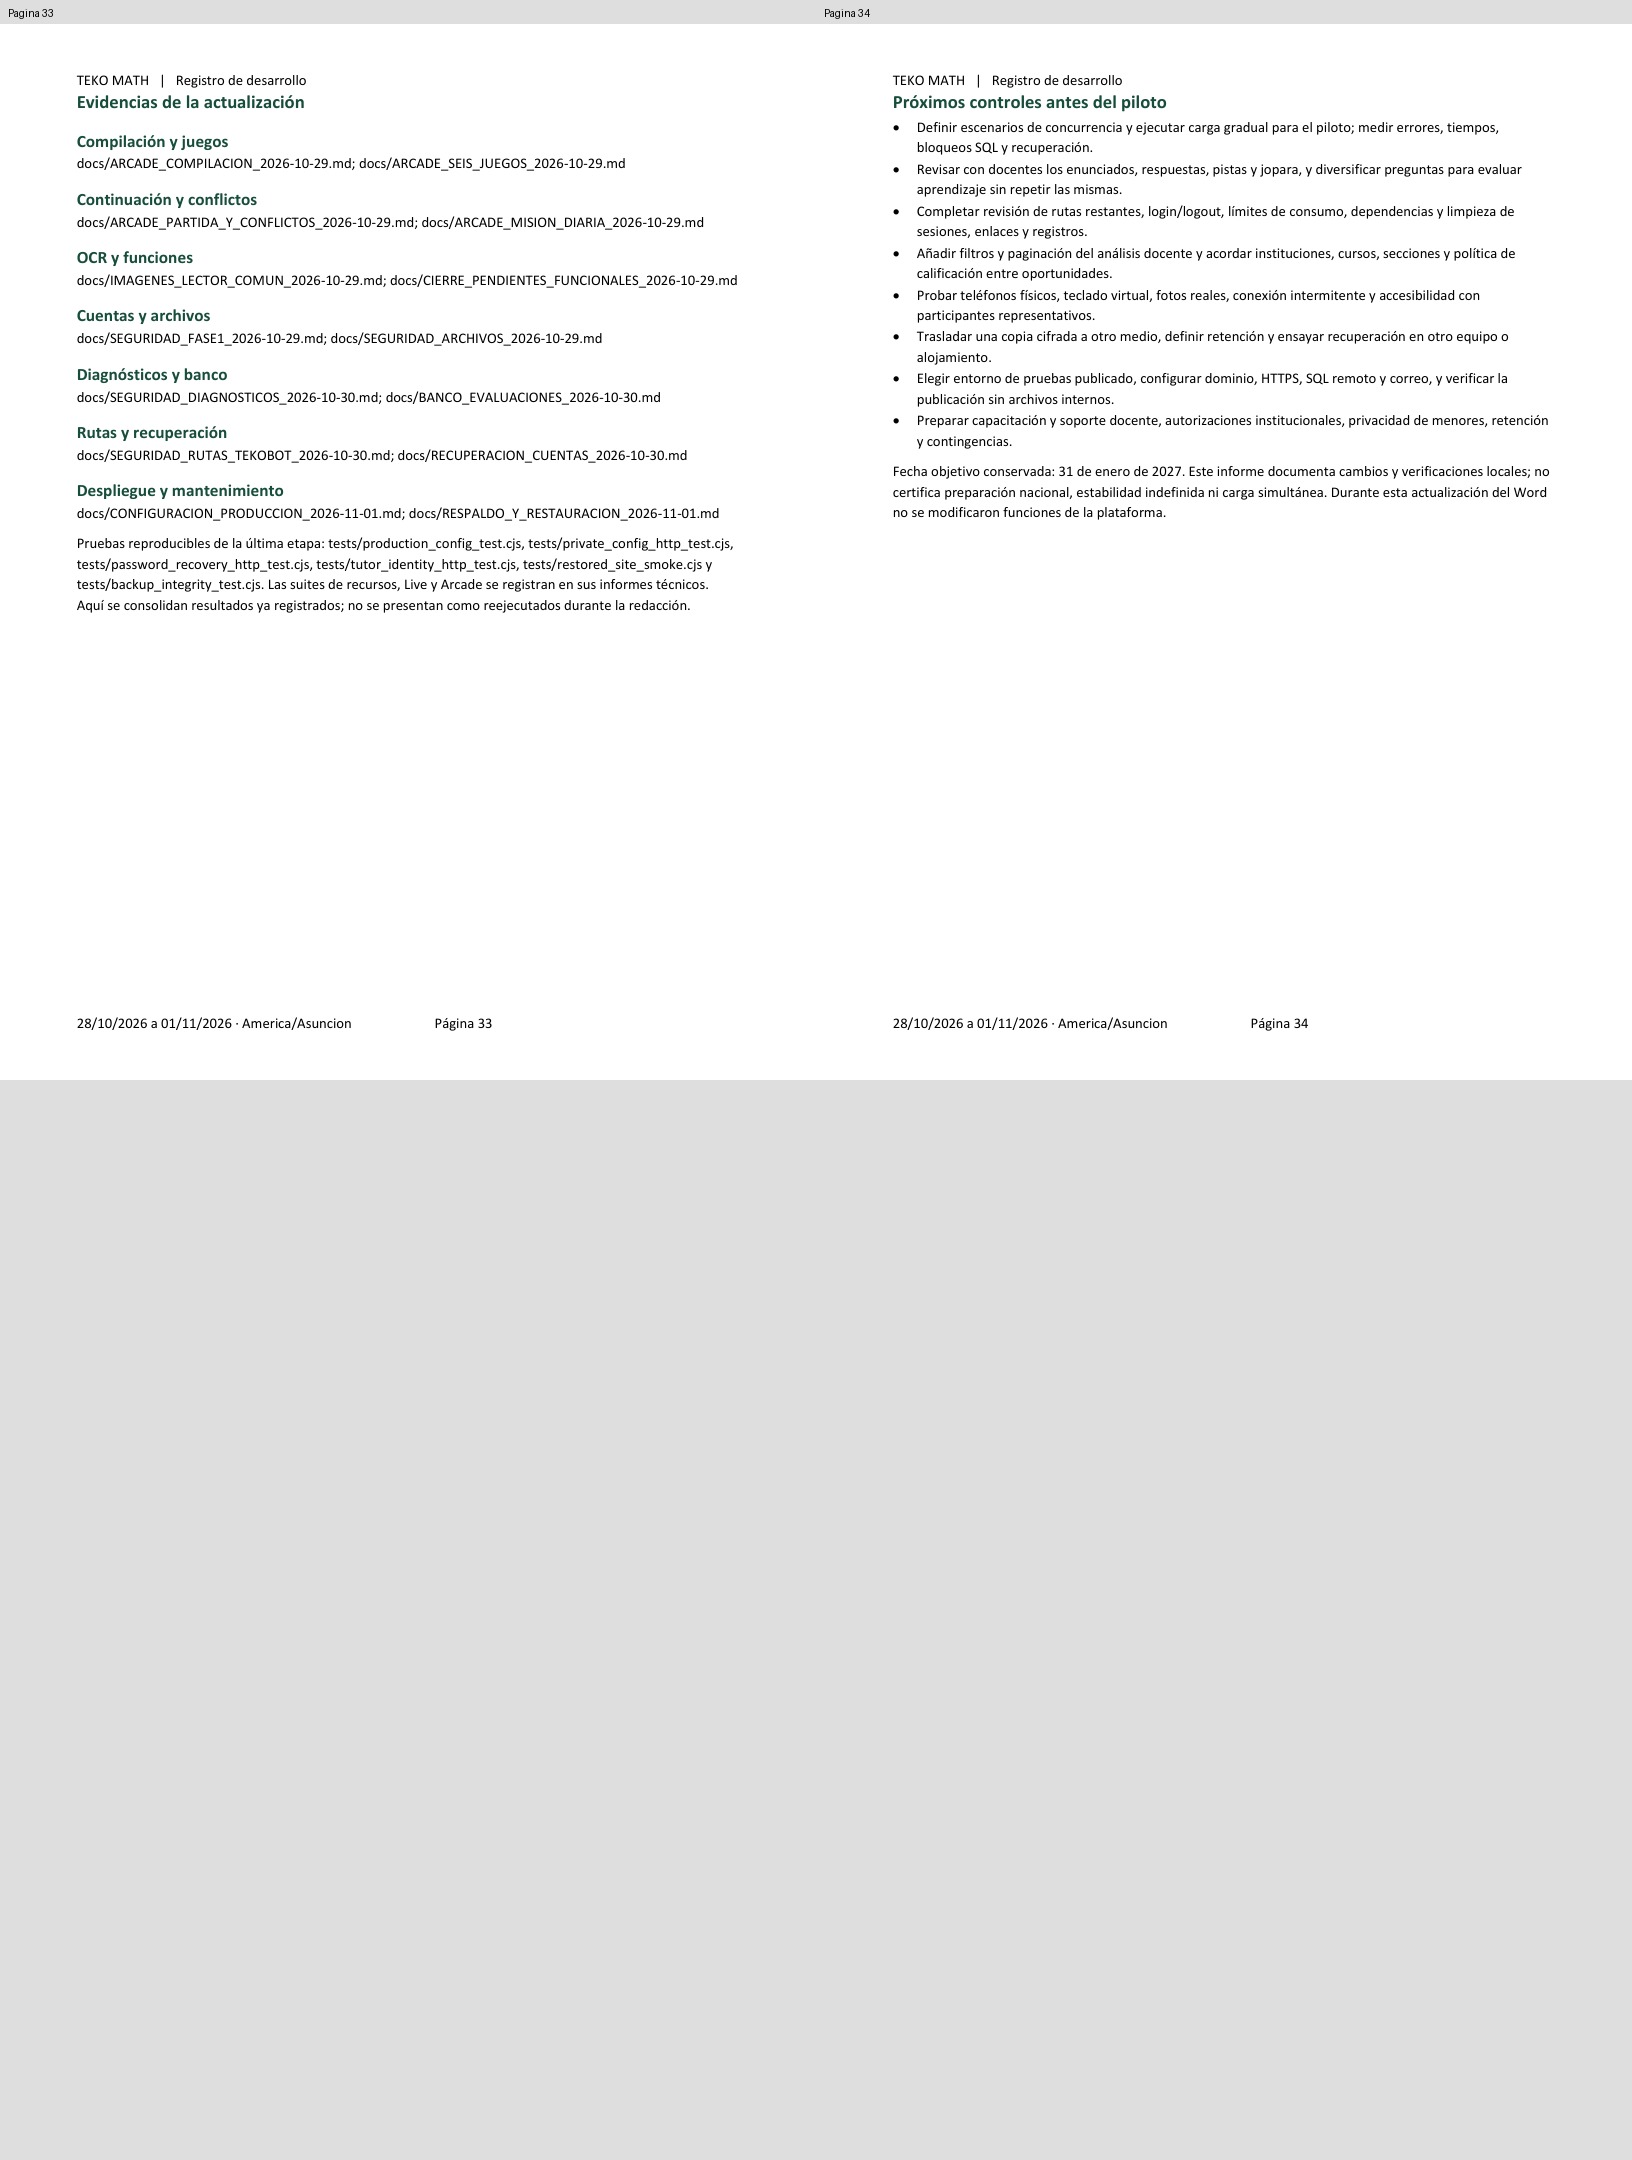 Pagina 33
TEKO MATH | Registro de desarrollo
Evidencias de la actualización
Compilación y juegos
docs/ARCADE_COMPILACION_2026-10-29.md; docs/ARCADE_SEIS_JUEGOS_2026-10-29.md
Continuación y conflictos
docs/ARCADE_PARTIDA_Y_CONFLICTOS_2026-10-29.md; docs/ARCADE_MISION_DIARIA_2026-10-29.md
OCR y funciones
docs/IMAGENES_LECTOR_COMUN_2026-10-29.md; docs/CIERRE_PENDIENTES_FUNCIONALES_2026-10-29.md
Cuentas y archivos
docs/SEGURIDAD_FASE1_2026-10-29.md; docs/SEGURIDAD_ARCHIVOS_2026-10-29.md
Diagnósticos y banco
docs/SEGURIDAD_DIAGNOSTICOS_2026-10-30.md; docs/BANCO_EVALUACIONES_2026-10-30.md
Rutas y recuperación
docs/SEGURIDAD_RUTAS_TEKOBOT_2026-10-30.md; docs/RECUPERACION_CUENTAS_2026-10-30.md
Despliegue y mantenimiento
docs/CONFIGURACION_PRODUCCION_2026-11-01.md; docs/RESPALDO_Y_RESTAURACION_2026-11-01.md
Pruebas reproducibles de la última etapa: tests/production_config_test.cjs, tests/private_config_http_test.cjs,
tests/password_recovery_http_test.cjs, tests/tutor_identity_http_test.cjs, tests/restored_site_smoke.cjs y
tests/backup_integrity_test.cjs. Las suites de recursos, Live y Arcade se registran en sus informes técnicos.
Aquí se consolidan resultados ya registrados; no se presentan como reejecutados durante la redacción.
28/10/2026 a 01/11/2026 · America/Asuncion Página 33
Pagina 34
TEKO MATH | Registro de desarrollo
Próximos controles antes del piloto
• Definir escenarios de concurrencia y ejecutar carga gradual para el piloto; medir errores, tiempos,
bloqueos SQL y recuperación.
• Revisar con docentes los enunciados, respuestas, pistas y jopara, y diversificar preguntas para evaluar
aprendizaje sin repetir las mismas.
• Completar revisión de rutas restantes, login/logout, límites de consumo, dependencias y limpieza de
sesiones, enlaces y registros.
• Añadir filtros y paginación del análisis docente y acordar instituciones, cursos, secciones y política de
calificación entre oportunidades.
• Probar teléfonos físicos, teclado virtual, fotos reales, conexión intermitente y accesibilidad con
participantes representativos.
• Trasladar una copia cifrada a otro medio, definir retención y ensayar recuperación en otro equipo o
alojamiento.
• Elegir entorno de pruebas publicado, configurar dominio, HTTPS, SQL remoto y correo, y verificar la
publicación sin archivos internos.
• Preparar capacitación y soporte docente, autorizaciones institucionales, privacidad de menores, retención
y contingencias.
Fecha objetivo conservada: 31 de enero de 2027. Este informe documenta cambios y verificaciones locales; no
certifica preparación nacional, estabilidad indefinida ni carga simultánea. Durante esta actualización del Word
no se modificaron funciones de la plataforma.
28/10/2026 a 01/11/2026 · America/Asuncion Página 34